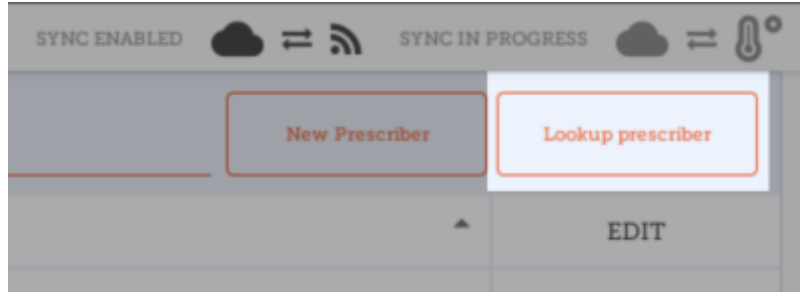 SYNC ENABLED SYNC IN PROGRESS
New Prescriber Lookup prescriber
EDIT